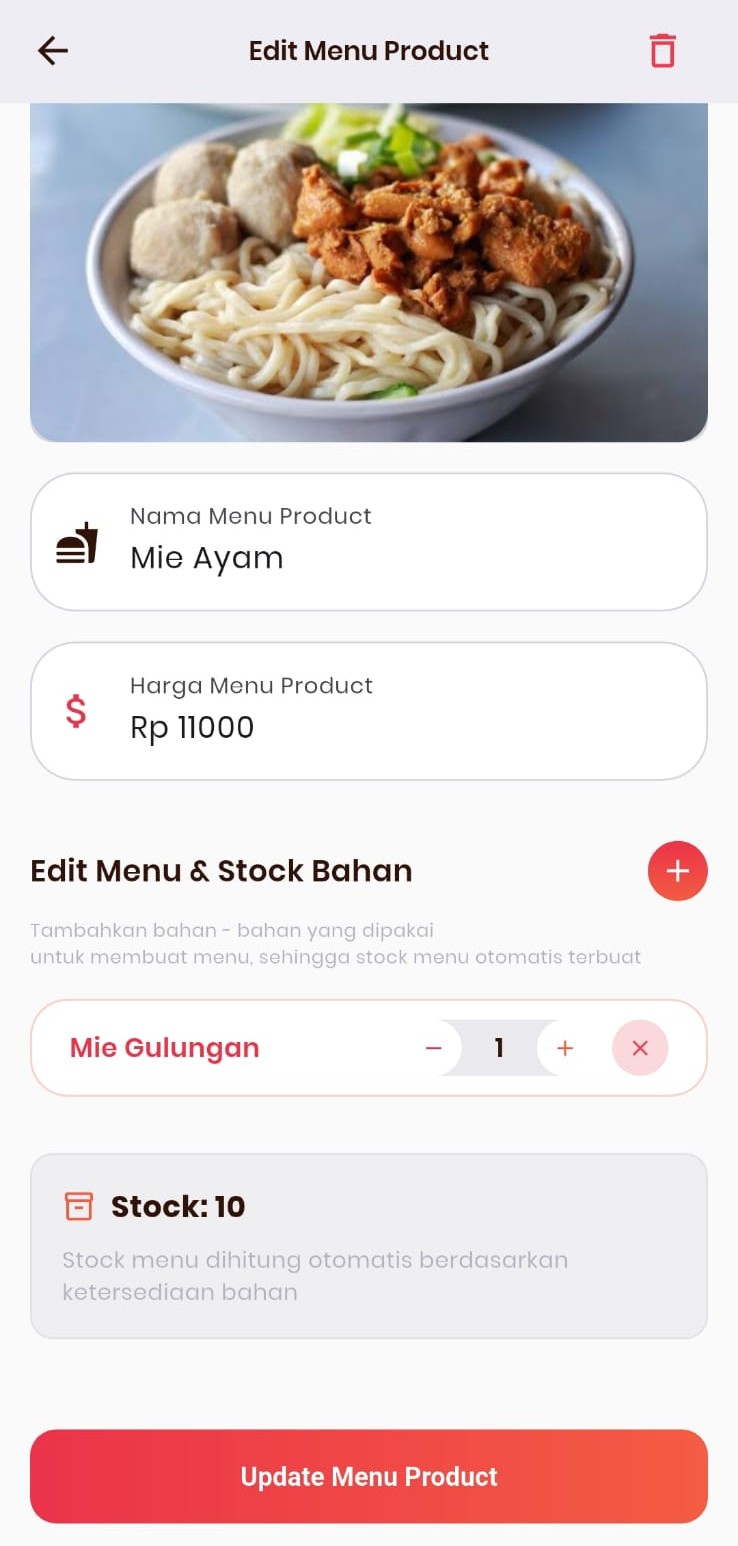 Edit Menu Product
Nama Menu Product
Mie Ayam
Harga Menu Product
Rp 11000
Edit Menu & Stock Bahan
Tambahkan bahan - bahan yang dipakai
untuk membuat menu, sehingga stock menu otomatis terbuat
Mie Gulungan
− 1 + ×
Stock: 10
Stock menu dihitung otomatis berdasarkan
ketersediaan bahan
Update Menu Product